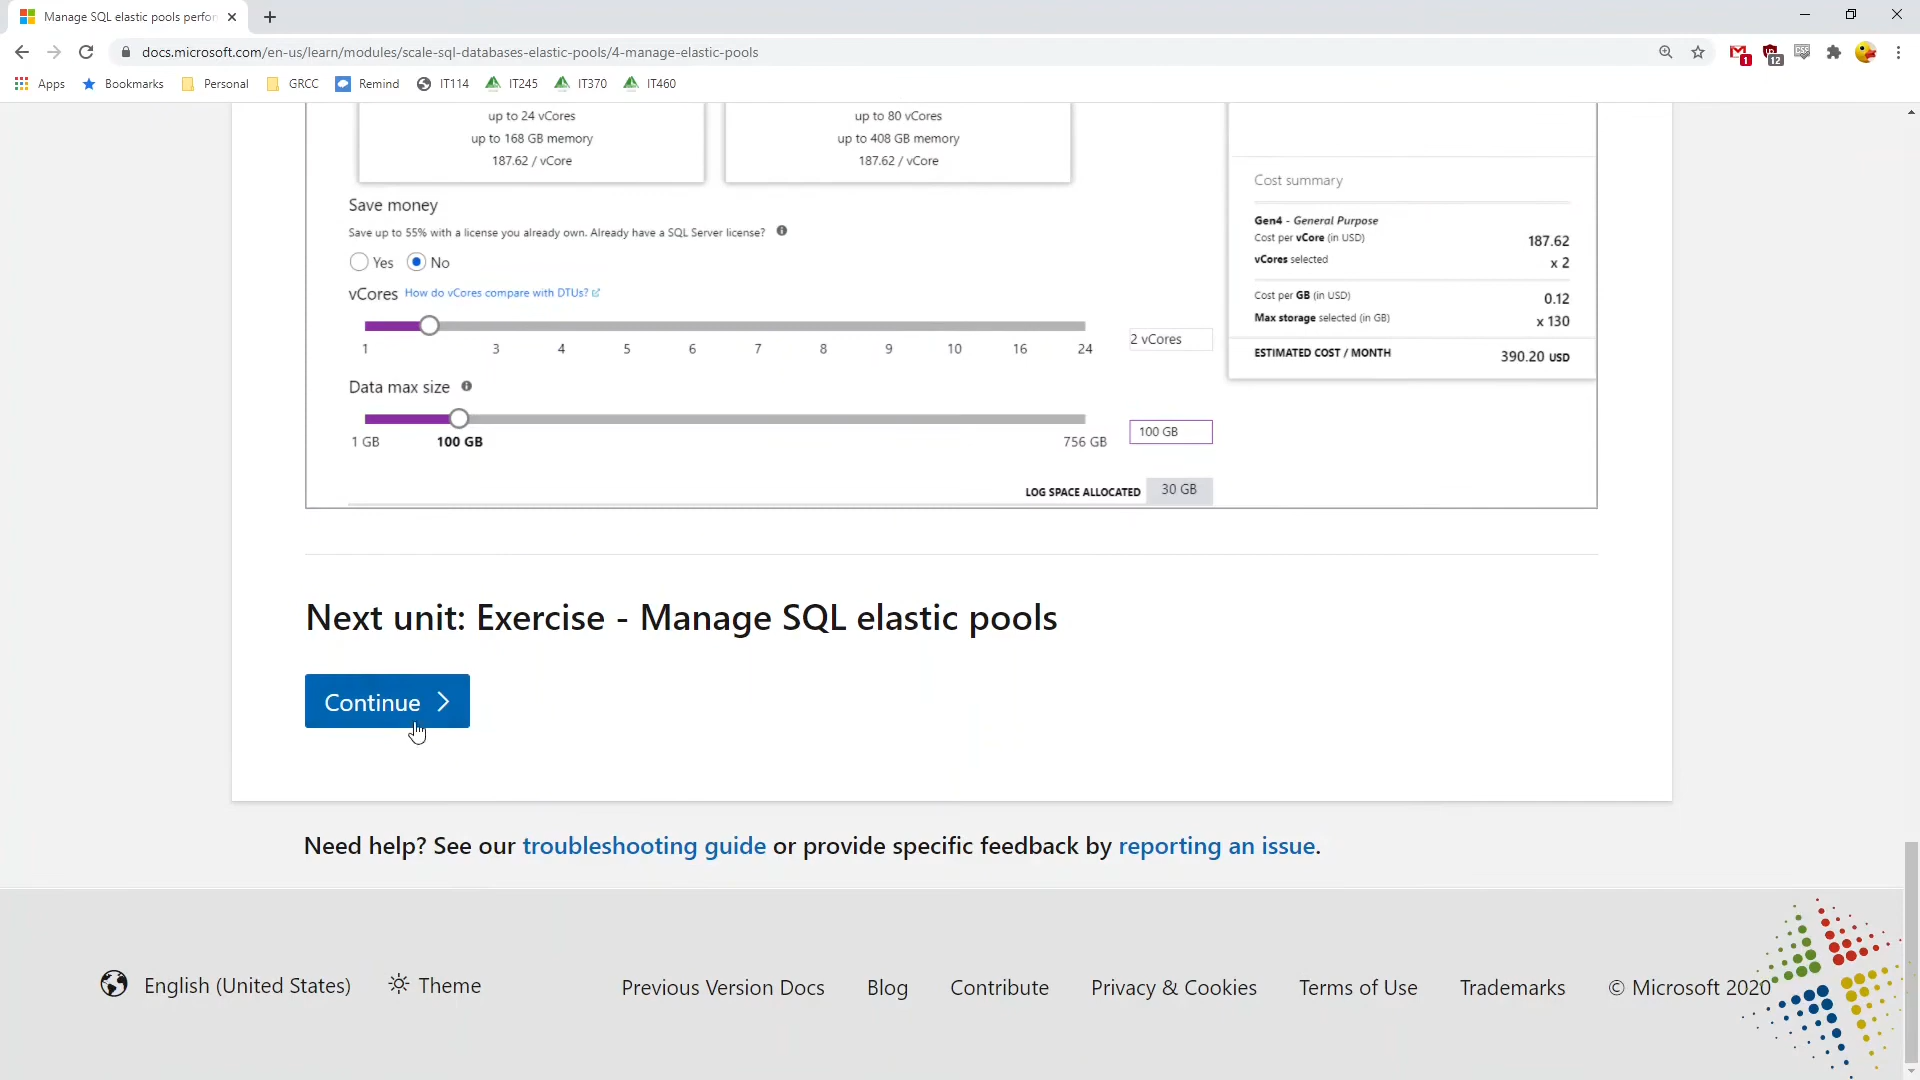 Manage SQL elastic pools perfor
docs.microsoft.com/en-us/learn/modules/scale-sql-databases-elastic-pools/4-manage-elastic-pools
1
12
CSS
Apps
Bookmarks
Personal
GRCC
Remind
IT114
IT245
IT370
IT460
up to 24 vCores
up to 168 GB memory
187.62 / vCore
up to 80 vCores
up to 408 GB memory
187.62 / vCore
Save money
Save up to 55% with a license you already own. Already have a SQL Server license?
Yes No
vCores How do vCores compare with DTUs?
1 3 4 5 6 7 8 9 10 16 24
2 vCores
Data max size
1 GB 100 GB 756 GB
100 GB
LOG SPACE ALLOCATED 30 GB
Cost summary
Gen4 - General Purpose
Cost per vCore (in USD) 187.62
vCores selected x 2
Cost per GB (in USD) 0.12
Max storage selected (in GB) x 130
ESTIMATED COST / MONTH 390.20 USD
Next unit: Exercise - Manage SQL elastic pools
Continue
Need help? See our troubleshooting guide or provide specific feedback by reporting an issue.
English (United States)
Theme
Previous Version Docs
Blog
Contribute
Privacy & Cookies
Terms of Use
Trademarks
© Microsoft 2020